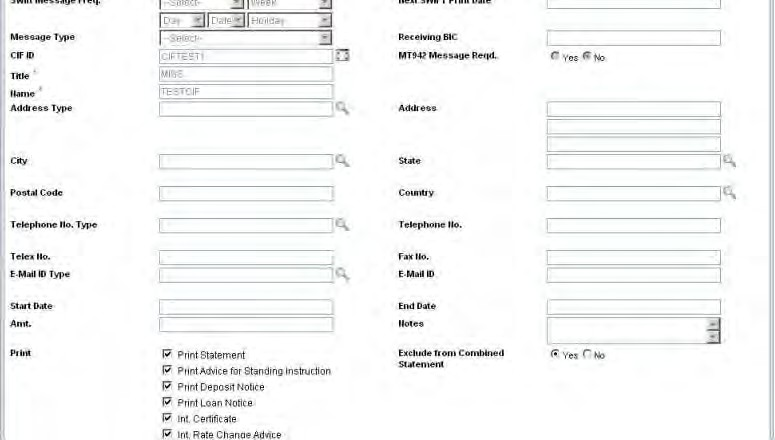 Swift Message Freq. --Select-- Week Next SWIFT Print Date
Day Date Holiday
Message Type --Select-- Receiving BIC
CIF ID CIFTEST1 MT942 Message Reqd. Yes No
Title * MISS
Name * TESTCIF
Address Type Address
City State
Postal Code Country
Telephone No. Type Telephone No.
Telex No. Fax No.
E-Mail ID Type E-Mail ID
Start Date End Date
Amt. Notes
Print Print Statement Exclude from Combined Statement Yes No
Print Advice for Standing Instruction
Print Deposit Notice
Print Loan Notice
Int. Certificate
Int. Rate Change Advice